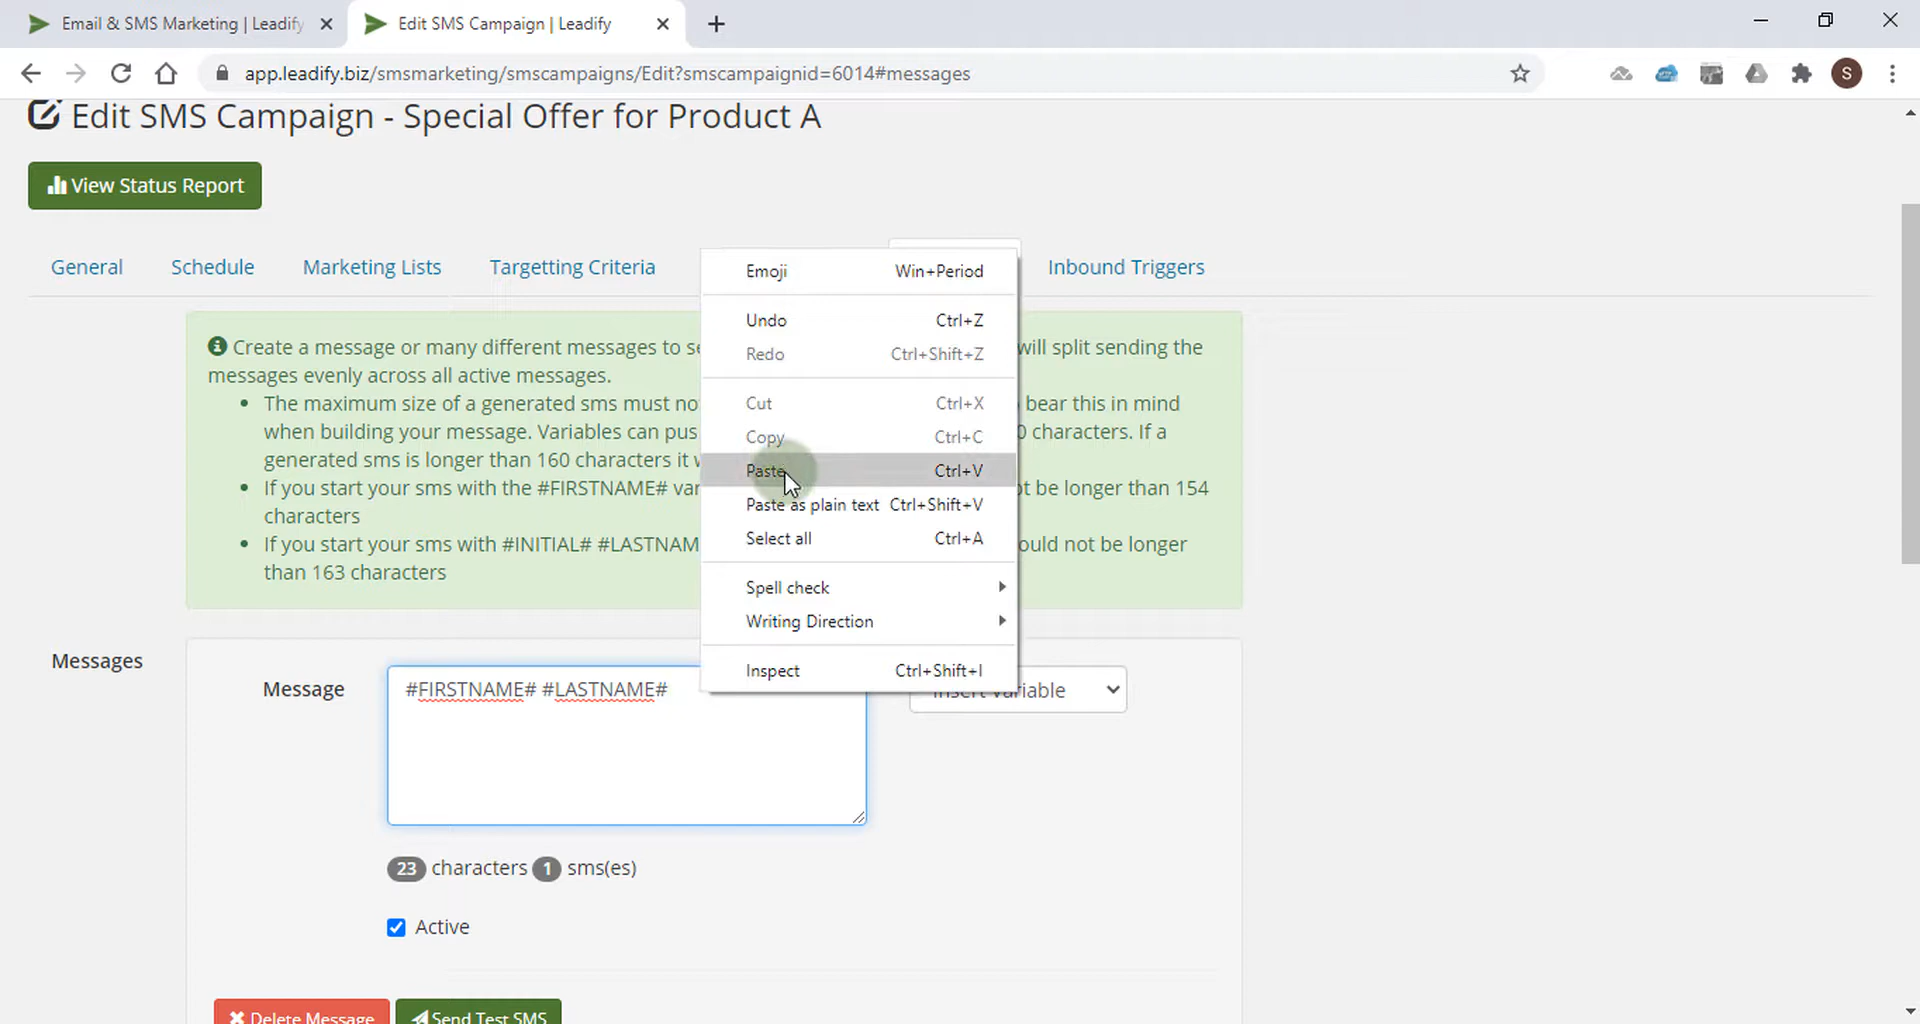 Email & SMS Marketing | Leadify
Edit SMS Campaign | Leadify
app.leadify.biz/smsmarketing/smscampaigns/Edit?smscampaignid=6014#messages
S
Edit SMS Campaign - Special Offer for Product A
View Status Report
General
Schedule
Marketing Lists
Targetting Criteria
Inbound Triggers
Emoji Win+Period
Undo Ctrl+Z
Redo Ctrl+Shift+Z
Cut Ctrl+X
Copy Ctrl+C
Paste Ctrl+V
Paste as plain text Ctrl+Shift+V
Select all Ctrl+A
Spell check
Writing Direction
Inspect Ctrl+Shift+I
Create a message or many different messages to will split sending the
messages evenly across all active messages.
The maximum size of a generated sms must bear this in mind
when building your message. Variables can characters. If a
generated sms is longer than 160 characters it
If you start your sms with the #FIRSTNAME# be longer than 154
characters
If you start your sms with #INITIAL# not be longer
than 163 characters
Messages
Message
#FIRSTNAME# #LASTNAME#
Insert Variable
23 characters 1 sms(es)
Active
Delete Message
Send Test SMS